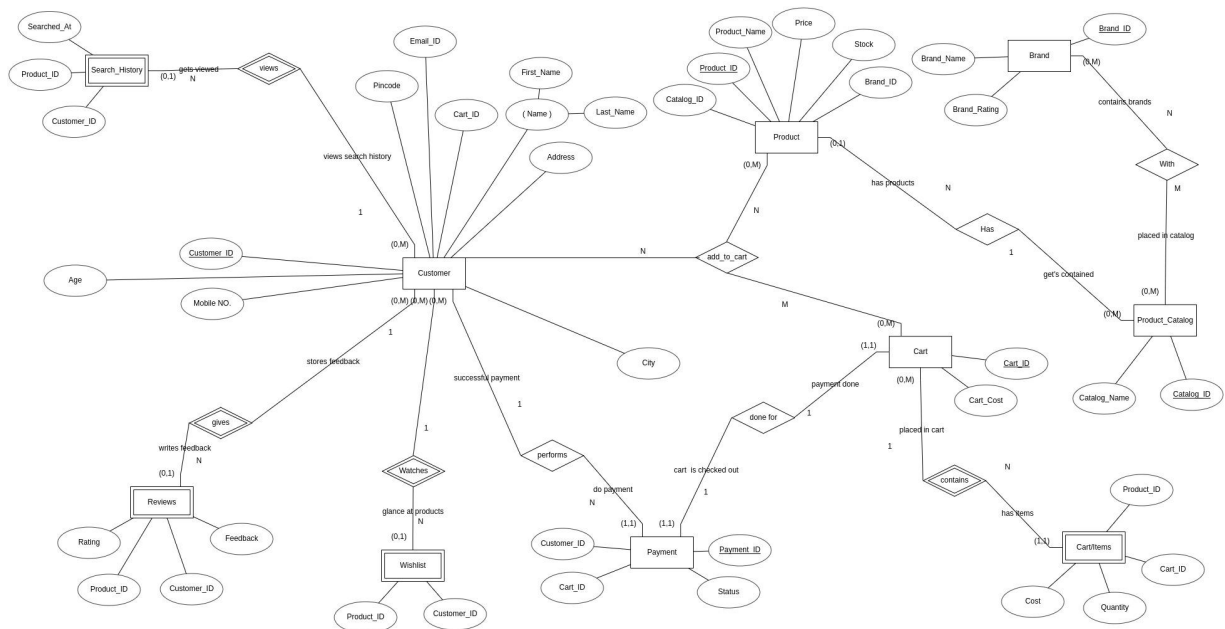 Searched_At
Product_ID
Search_History
Customer_ID
(0,1)
gets viewed
N
views
views search history
1
(0,M)
Email_ID
Pincode
First_Name
Cart_ID
( Name )
Last_Name
Address
Customer_ID
Age
Mobile NO.
Customer
(0,M) (0,M) (0,M)
City
Product_Name
Price
Stock
Product_ID
Brand_ID
Catalog_ID
Product
(0,M)
(0,1)
has products
N
Has
1
get's contained
(0,M)
Brand_ID
Brand_Name
Brand
Brand_Rating
(0,M)
contains brands
N
With
M
placed in catalog
(0,M)
Product_Catalog
Catalog_Name
Catalog_ID
N
N
add_to_cart
M
(0,M)
(1,1)
Cart
(0,M)
Cart_ID
Cart_Cost
payment done
1
done for
cart is checked out
1
(1,1)
placed in cart
1
contains
N
has items
(1,1)
Cart/Items
Product_ID
Cart_ID
Cost
Quantity
1
stores feedback
gives
writes feedback
N
(0,1)
Reviews
Rating
Feedback
Product_ID
Customer_ID
1
Watches
glance at products
N
(0,1)
Wishlist
Product_ID
Customer_ID
successful payment
1
performs
do payment
N
(1,1)
Payment
Customer_ID
Payment_ID
Cart_ID
Status